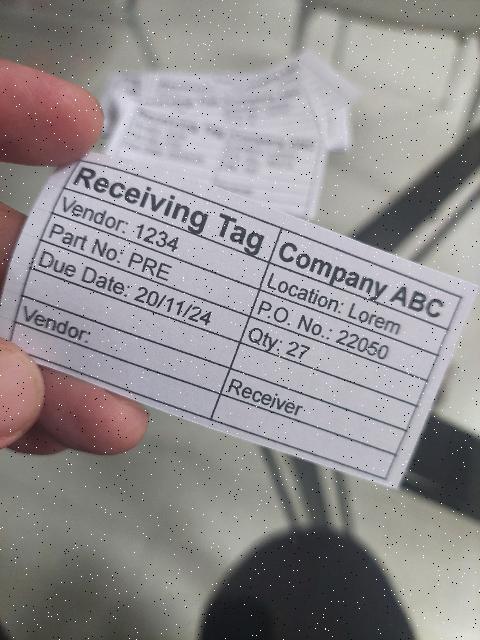 Receiving Tag Company ABC
Vendor: 1234 Location: Lorem
Part No: PRE P.O. No.: 22050
Due Date: 20/11/24 Qty: 27
Vendor: Receiver